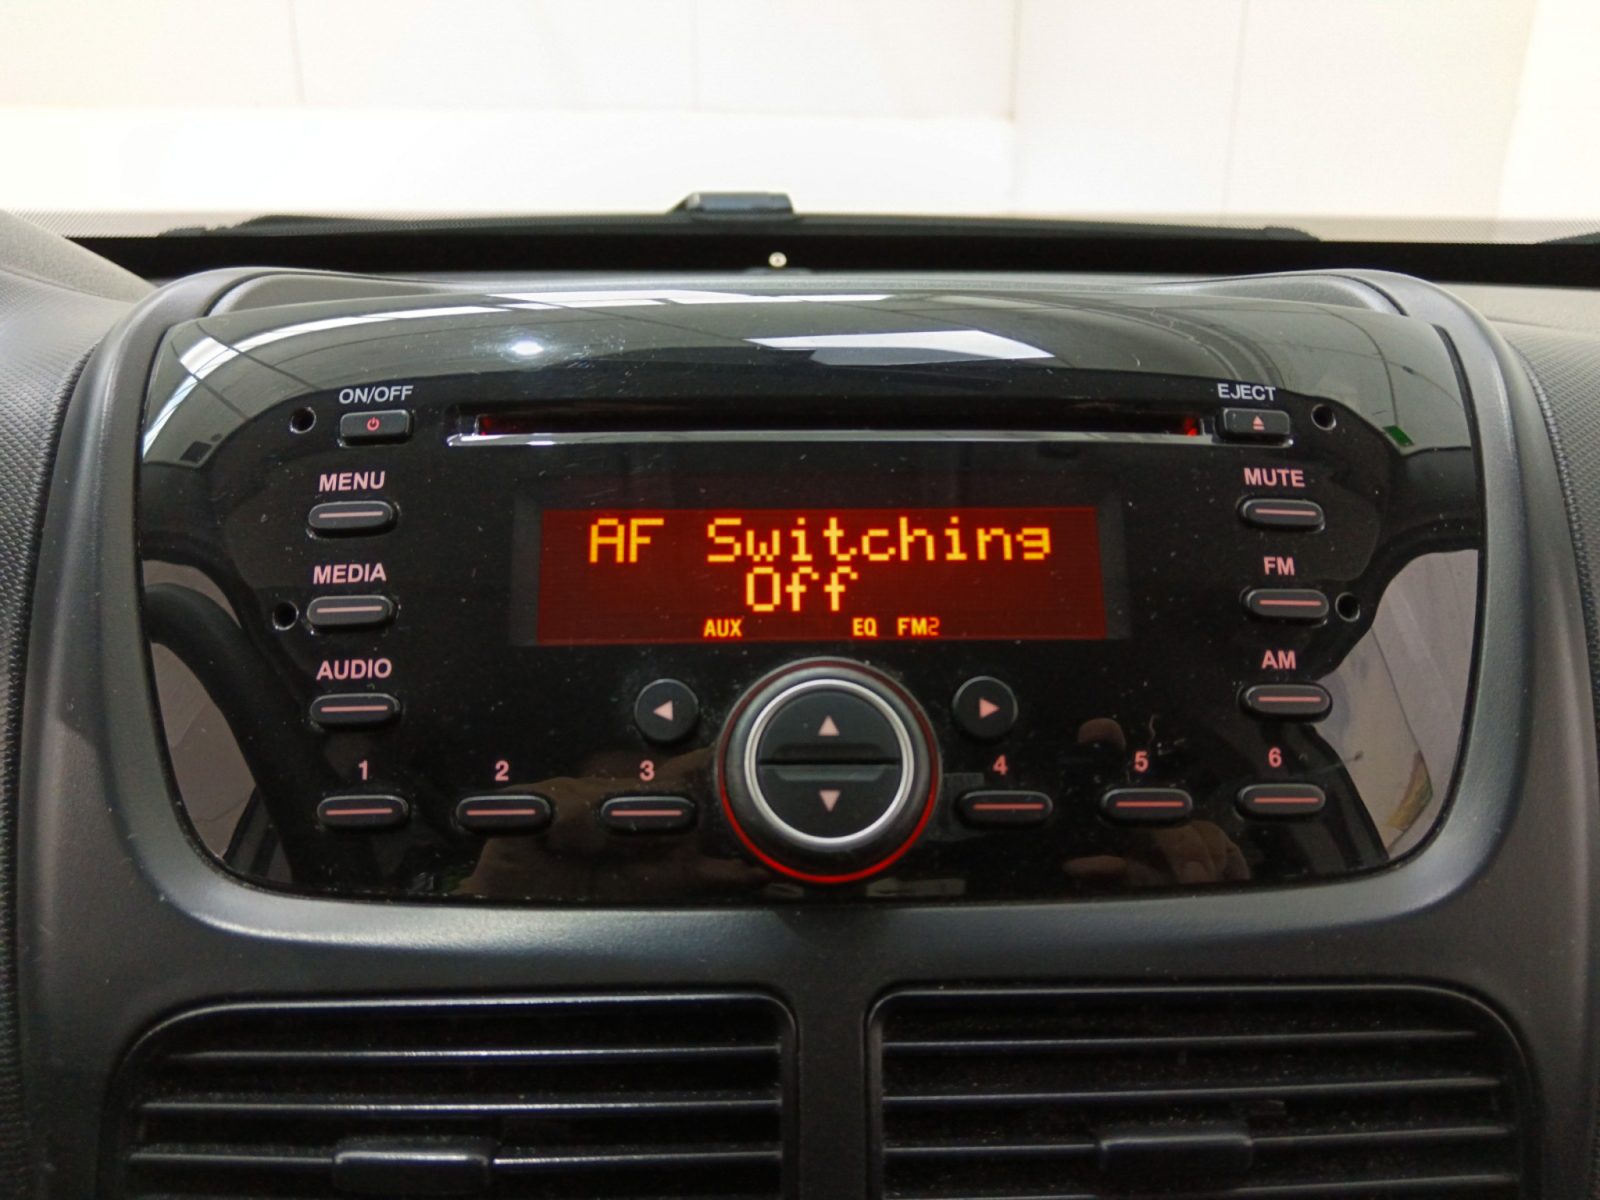 ON/OFF
EJECT
MENU
MUTE
AF Switching
Off
MEDIA
FM
AUX EQ FM2
AUDIO
AM
1 2 3 4 5 6